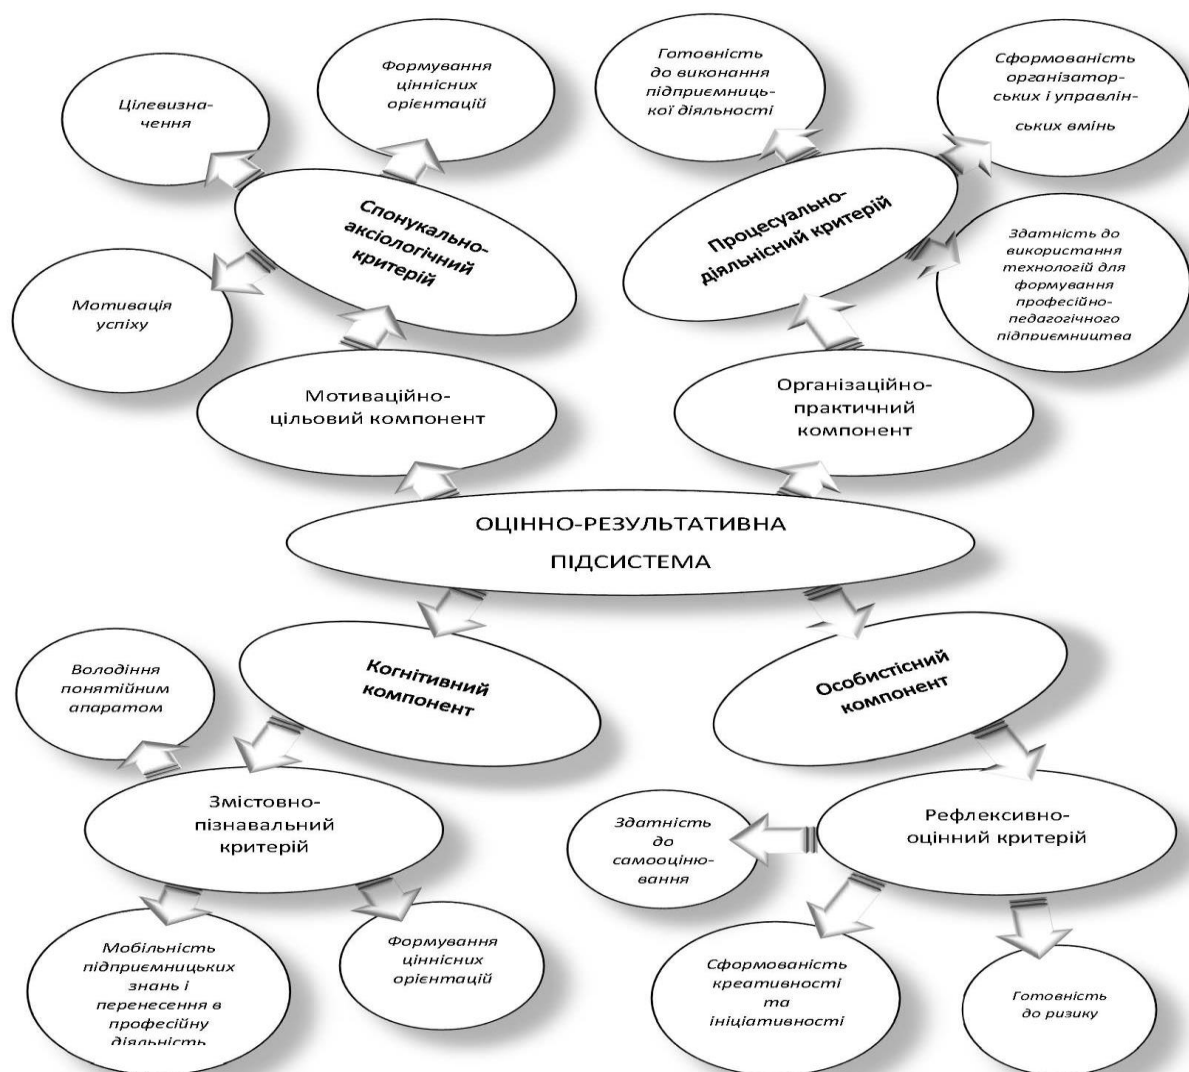 Цілевизна-
чення
Формування
ціннісних
орієнтацій
Готовність
до виконання
підприємниць-
кої діяльності
Сформованість
організатор-
ських і управлін-
ських вмінь
Спонукально-
аксіологічний
критерій
Процесуально-
діяльнісний критерій
Мотивація
успіху
Здатність до
використання
технологій для
формування
професійно-
педагогічного
підприємництва
Мотиваційно-
цільовий компонент
Організаційно-
практичний
компонент
ОЦІННО-РЕЗУЛЬТАТИВНА
ПІДСИСТЕМА
Володіння
понятійним
апаратом
Когнітивний
компонент
Особистісний
компонент
Змістовно-
пізнавальний
критерій
Здатність
до
самооціню-
вання
Рефлексивно-
оцінний критерій
Мобільність
підприємницьких
знань і
перенесення в
професійну
діяльність
Формування
ціннісних
орієнтацій
Сформованість
креативності
та
ініціативності
Готовність
до ризику